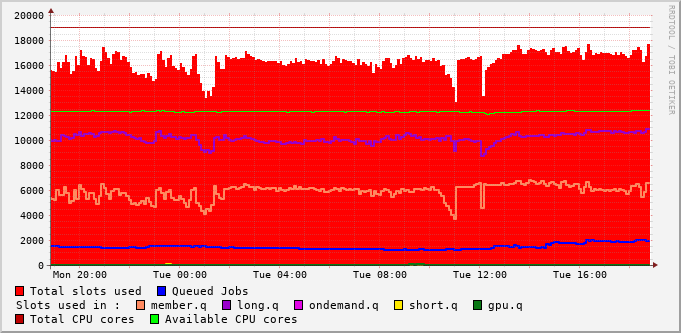 20000
18000
16000
14000
12000
10000
8000
6000
4000
2000
0
Mon 20:00 Tue 00:00 Tue 04:00 Tue 08:00 Tue 12:00 Tue 16:00
RRDTOOL / TOBI OETIKER
Total slots used Queued Jobs
Slots used in : member.q long.q ondemand.q short.q gpu.q
Total CPU cores Available CPU cores